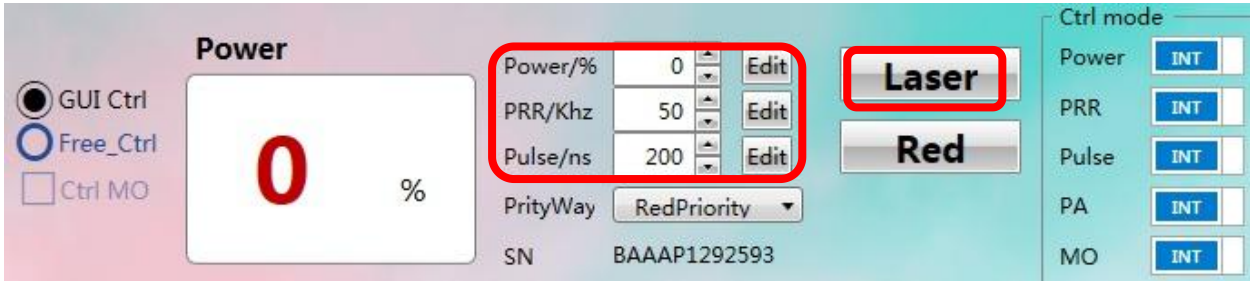 Power
GUI Ctrl
Free_Ctrl
Ctrl MO
0 %
Power/% 0 Edit
PRR/Khz 50 Edit
Pulse/ns 200 Edit
PrityWay RedPriority
SN BAAAP1292593
Laser
Red
Ctrl mode
Power INT
PRR INT
Pulse INT
PA INT
MO INT